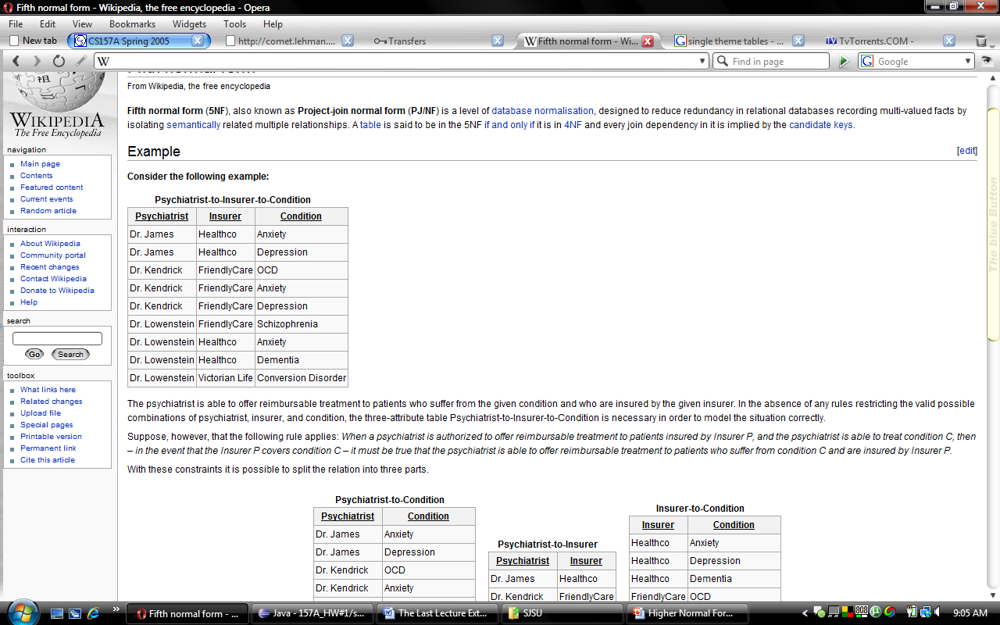 Fifth normal form - Wikipedia, the free encyclopedia - Opera
File Edit View Bookmarks Widgets Tools Help
New tab CS157A Spring 2005 http://comet.lehman.... Transfers Fifth normal form - Wi... single theme tables - ... TvTorrents.COM -
Find in page Google
WIKIPEDIA
The Free Encyclopedia
navigation
Main page
Contents
Featured content
Current events
Random article
interaction
About Wikipedia
Community portal
Recent changes
Contact Wikipedia
Donate to Wikipedia
Help
search
Go Search
toolbox
What links here
Related changes
Upload file
Special pages
Printable version
Permanent link
Cite this article
From Wikipedia, the free encyclopedia
Fifth normal form (5NF), also known as Project-join normal form (PJ/NF) is a level of database normalisation, designed to reduce redundancy in relational databases recording multi-valued facts by
isolating semantically related multiple relationships. A table is said to be in the 5NF if and only if it is in 4NF and every join dependency in it is implied by the candidate keys.
Example [edit]
Consider the following example:
Psychiatrist-to-Insurer-to-Condition
Psychiatrist Insurer Condition
Dr. James Healthco Anxiety
Dr. James Healthco Depression
Dr. Kendrick FriendlyCare OCD
Dr. Kendrick FriendlyCare Anxiety
Dr. Kendrick FriendlyCare Depression
Dr. Lowenstein FriendlyCare Schizophrenia
Dr. Lowenstein Healthco Anxiety
Dr. Lowenstein Healthco Dementia
Dr. Lowenstein Victorian Life Conversion Disorder
The psychiatrist is able to offer reimbursable treatment to patients who suffer from the given condition and who are insured by the given insurer. In the absence of any rules restricting the valid possible
combinations of psychiatrist, insurer, and condition, the three-attribute table Psychiatrist-to-Insurer-to-Condition is necessary in order to model the situation correctly.
Suppose, however, that the following rule applies: When a psychiatrist is authorized to offer reimbursable treatment to patients insured by Insurer P, and the psychiatrist is able to treat condition C, then
– in the event that the Insurer P covers condition C – it must be true that the psychiatrist is able to offer reimbursable treatment to patients who suffer from condition C and are insured by Insurer P.
With these constraints it is possible to split the relation into three parts.
Psychiatrist-to-Condition
Psychiatrist Condition
Dr. James Anxiety
Dr. James Depression
Dr. Kendrick OCD
Dr. Kendrick Anxiety
Psychiatrist-to-Insurer
Psychiatrist Insurer
Dr. James Healthco
Dr. Kendrick FriendlyCare
Insurer-to-Condition
Insurer Condition
Healthco Anxiety
Healthco Depression
Healthco Dementia
FriendlyCare OCD
The blue Button
Fifth normal form - ... Java - 157A_HW#1/s... The Last Lecture Ext... SJSU Higher Normal For... 808 9:05 AM